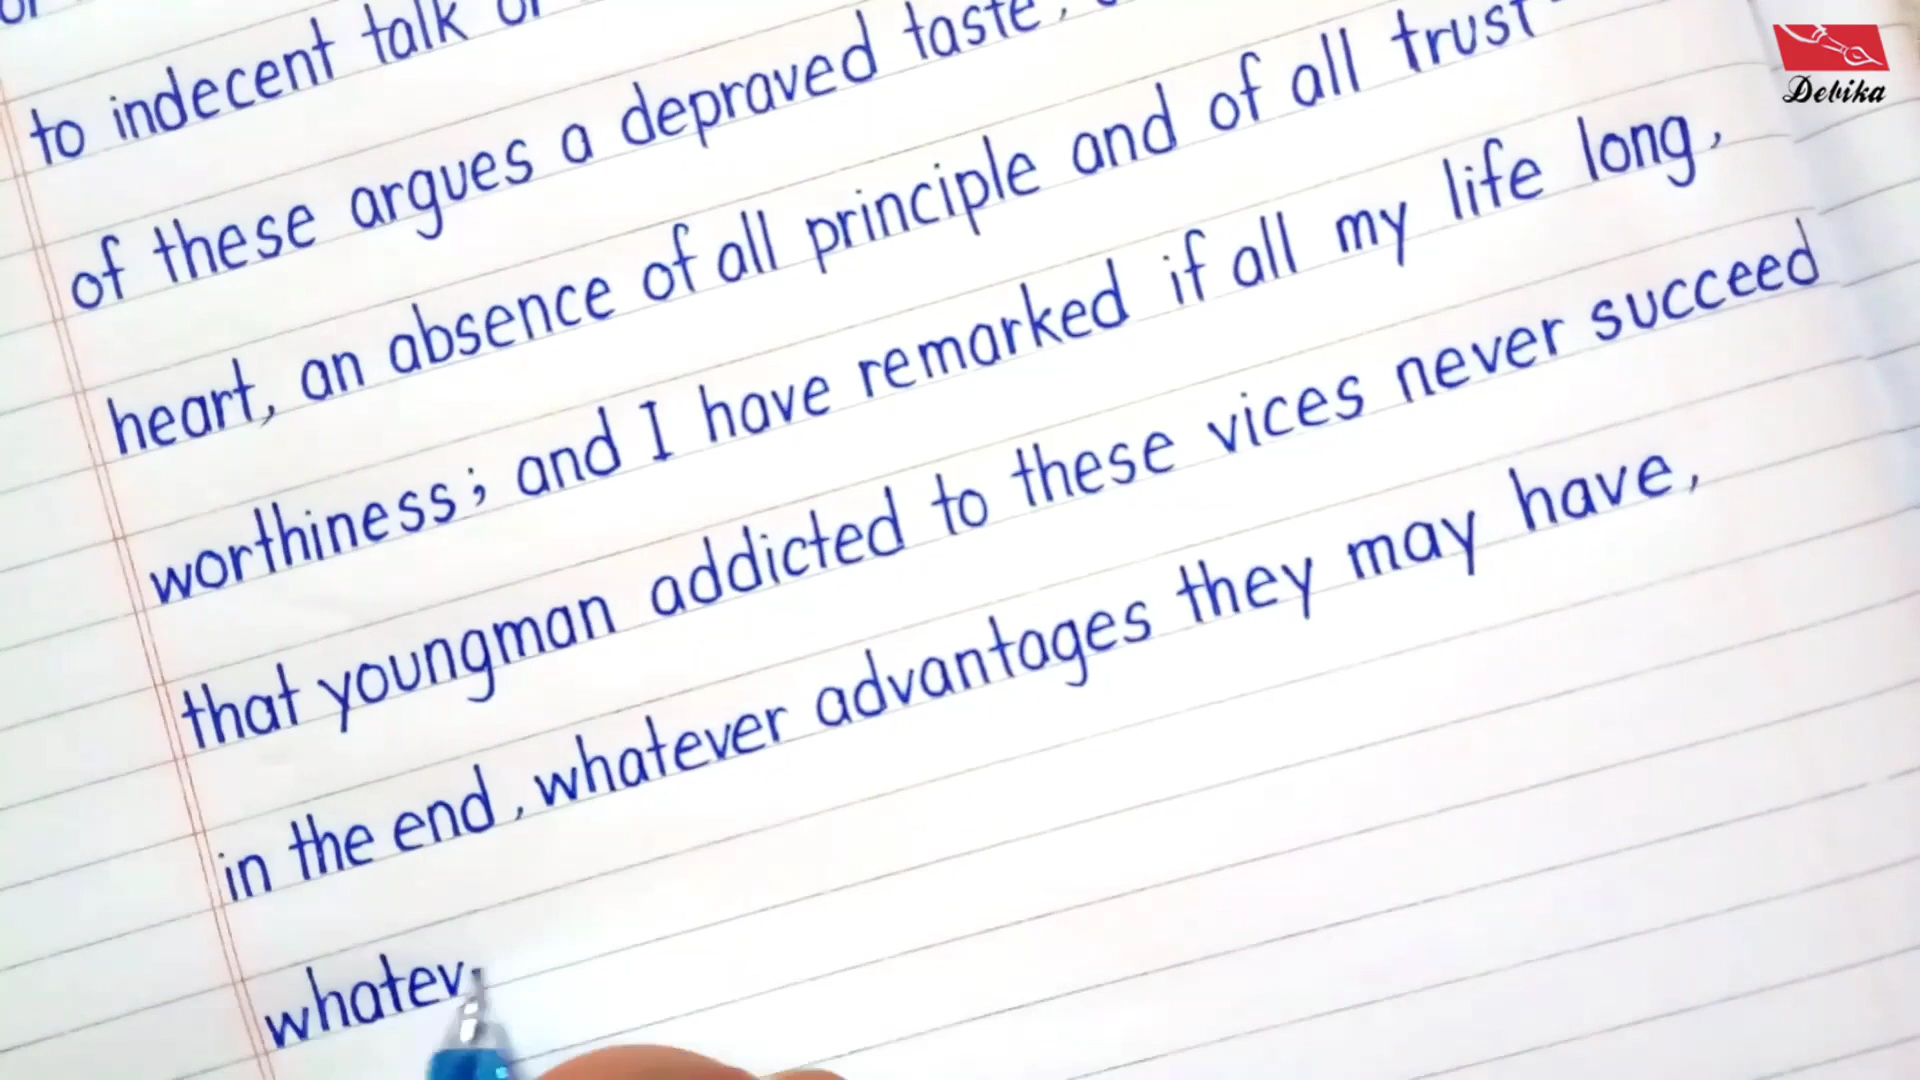 to indecent talk or
of these argues a depraved taste,
heart, an absence of all principle and of all trust-
worthiness; and I have remarked if all my life long,
that youngman addicted to these vices never succeed
in the end, whatever advantages they may have,
whatev
Debika